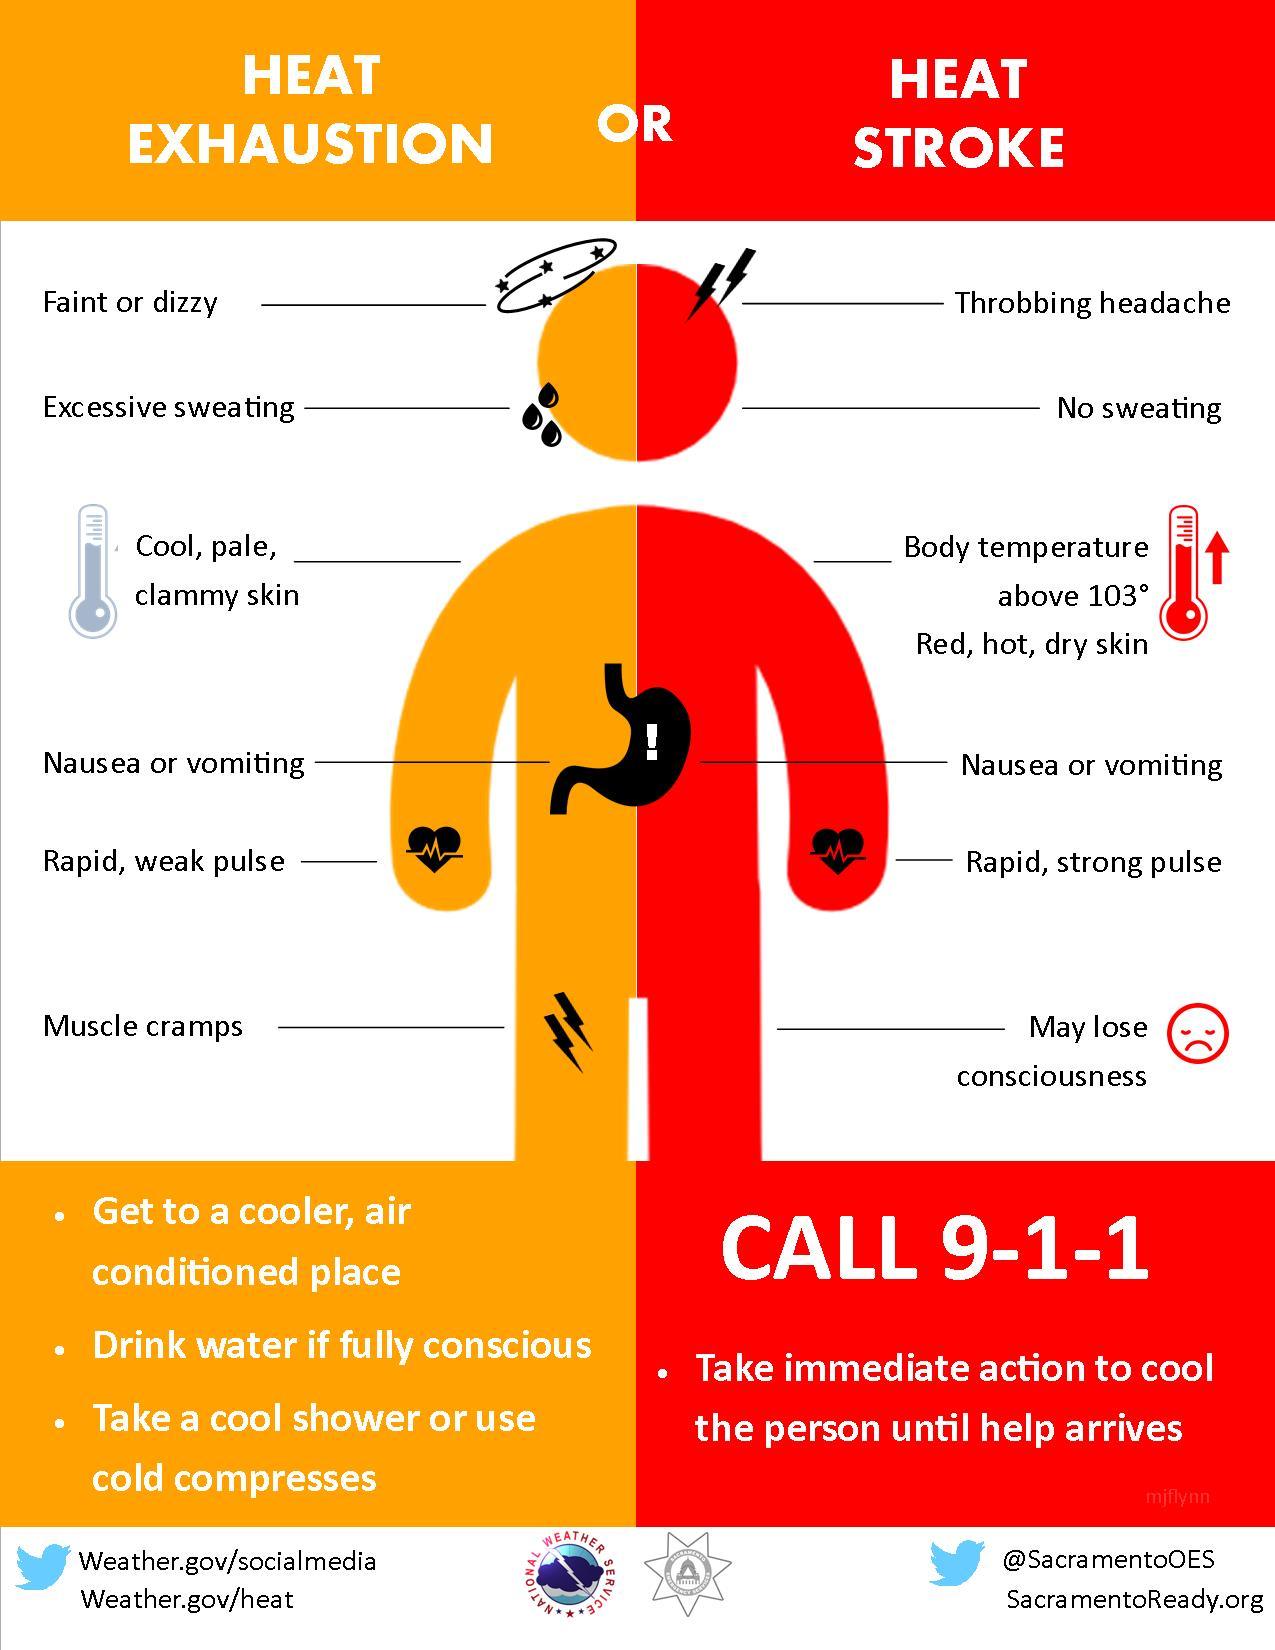 HEAT
EXHAUSTION
OR
HEAT
STROKE
Faint or dizzy
Throbbing headache
Excessive sweating
No sweating
Cool, pale,
clammy skin
Body temperature
above 103°
Red, hot, dry skin
!
Nausea or vomiting
Nausea or vomiting
Rapid, weak pulse
Rapid, strong pulse
Muscle cramps
May lose
consciousness
• Get to a cooler, air
conditioned place
• Drink water if fully conscious
• Take a cool shower or use
cold compresses
CALL 9-1-1
• Take immediate action to cool
the person until help arrives
mjflynn
Weather.gov/socialmedia
Weather.gov/heat
NATIONAL WEATHER SERVICE
SACRAMENTO
@SacramentoOES
SacramentoReady.org